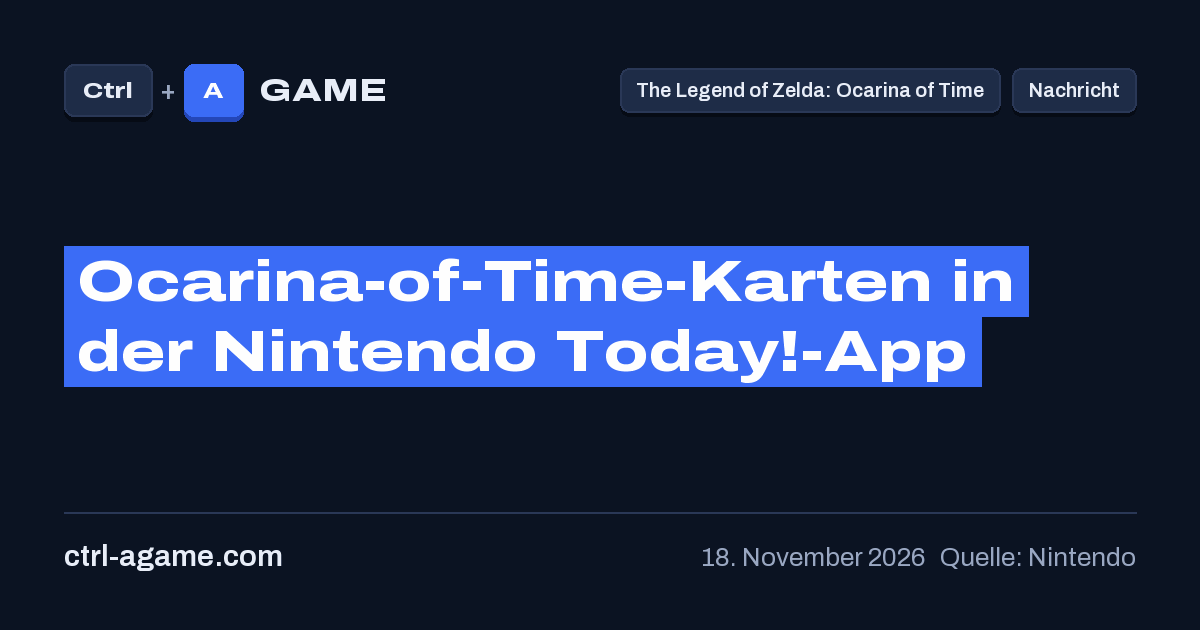 Ctrl + A GAME
The Legend of Zelda: Ocarina of Time
Nachricht
Ocarina-of-Time-Karten in
der Nintendo Today!-App
ctrl-agame.com
18. November 2026 Quelle: Nintendo